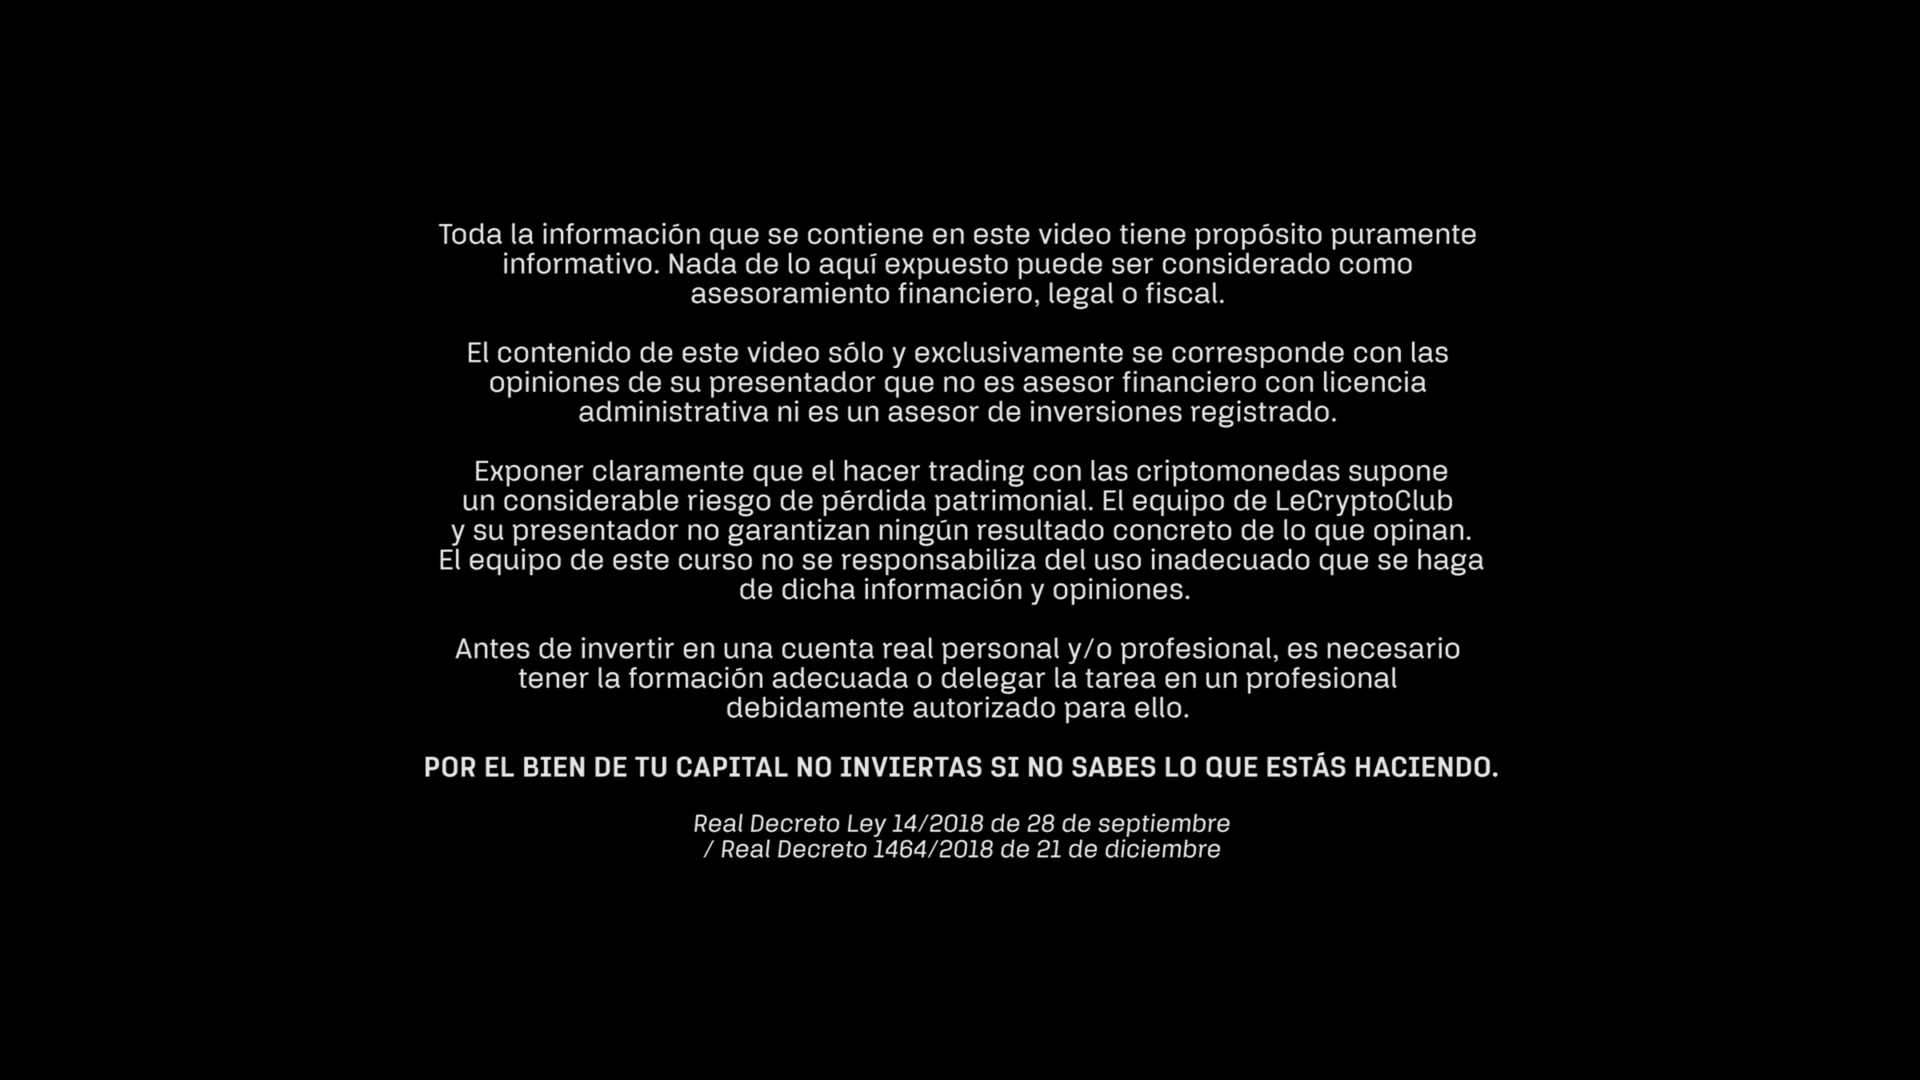 Toda la información que se contiene en este video tiene propósito puramente
informativo. Nada de lo aquí expuesto puede ser considerado como
asesoramiento financiero, legal o fiscal.
El contenido de este video sólo y exclusivamente se corresponde con las
opiniones de su presentador que no es asesor financiero con licencia
administrativa ni es un asesor de inversiones registrado.
Exponer claramente que el hacer trading con las criptomonedas supone
un considerable riesgo de pérdida patrimonial. El equipo de LeCryptoClub
y su presentador no garantizan ningún resultado concreto de lo que opinan.
El equipo de este curso no se responsabiliza del uso inadecuado que se haga
de dicha información y opiniones.
Antes de invertir en una cuenta real personal y/o profesional, es necesario
tener la formación adecuada o delegar la tarea en un profesional
debidamente autorizado para ello.
POR EL BIEN DE TU CAPITAL NO INVIERTAS SI NO SABES LO QUE ESTÁS HACIENDO.
Real Decreto Ley 14/2018 de 28 de septiembre
/ Real Decreto 1464/2018 de 21 de diciembre